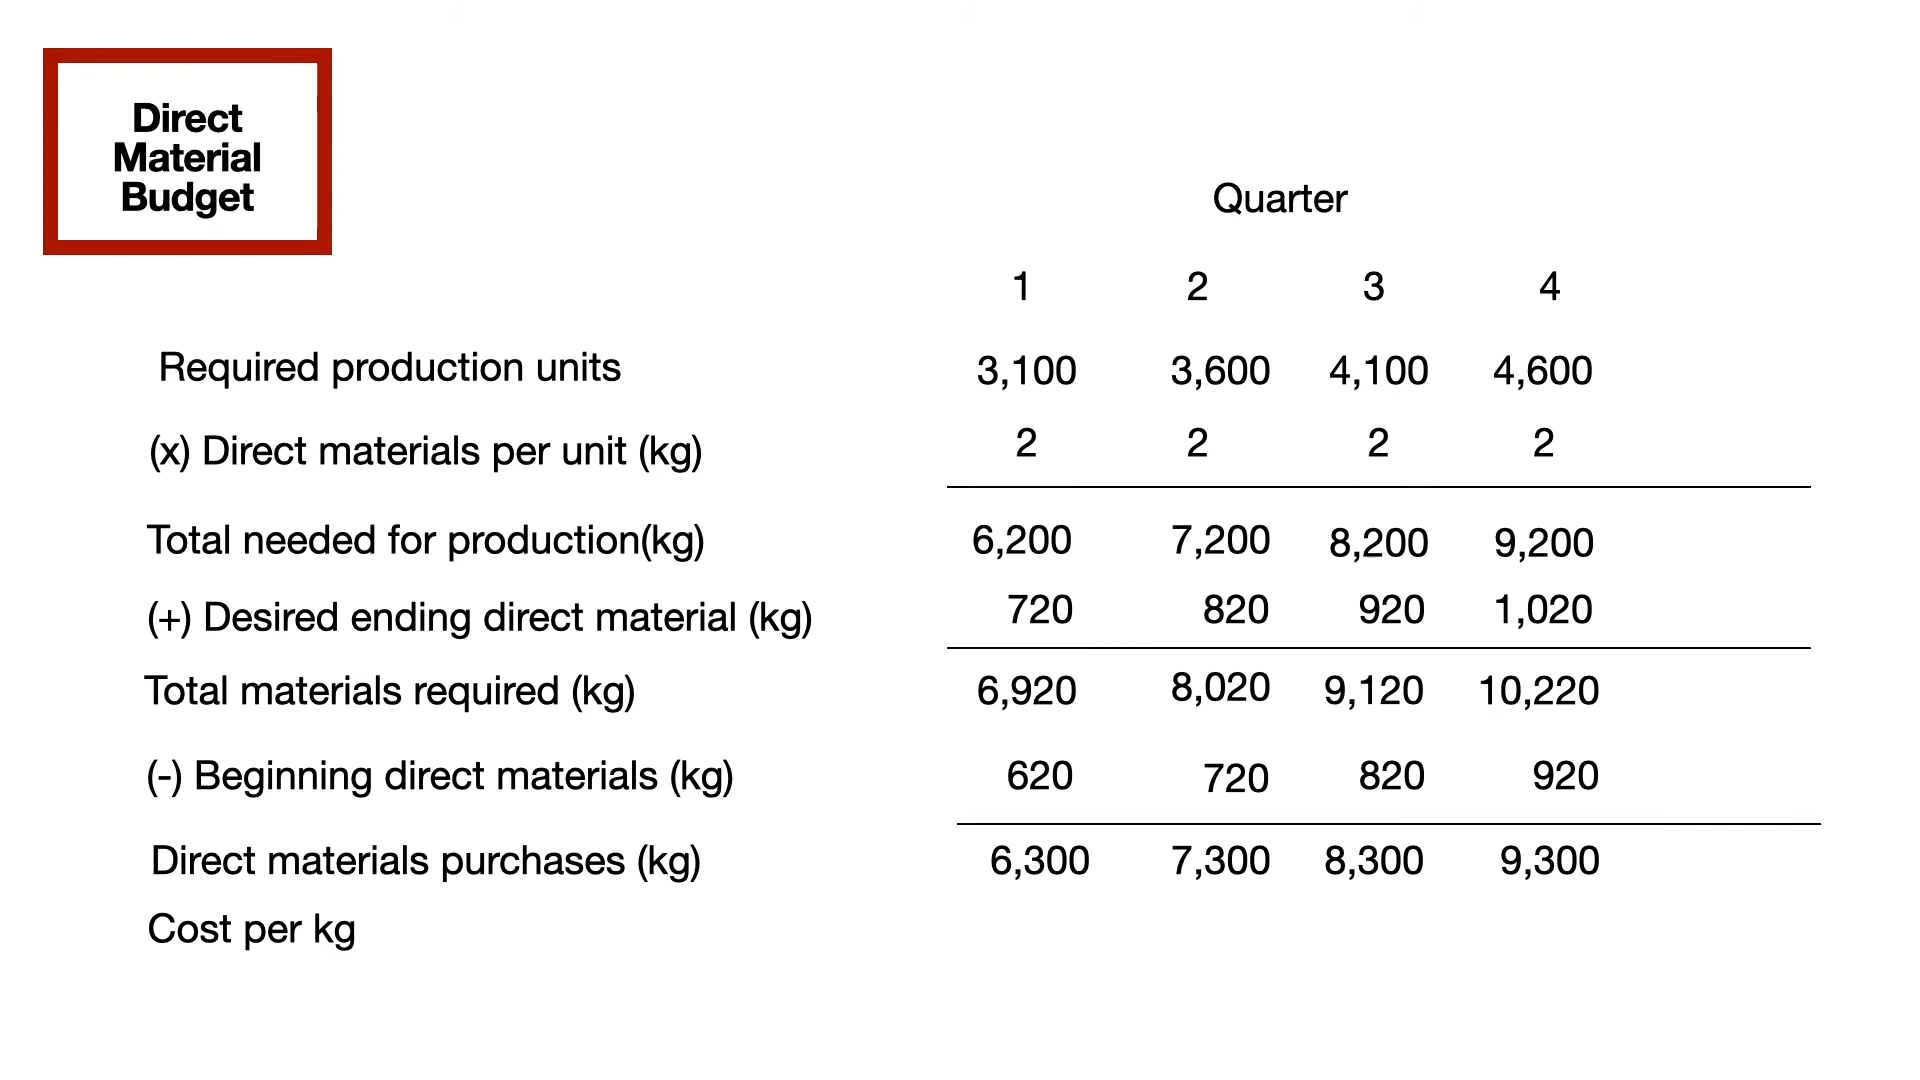 Direct
Material
Budget
Quarter
1 2 3 4
Required production units 3,100 3,600 4,100 4,600
(x) Direct materials per unit (kg) 2 2 2 2
Total needed for production(kg) 6,200 7,200 8,200 9,200
(+) Desired ending direct material (kg) 720 820 920 1,020
Total materials required (kg) 6,920 8,020 9,120 10,220
(-) Beginning direct materials (kg) 620 720 820 920
Direct materials purchases (kg) 6,300 7,300 8,300 9,300
Cost per kg